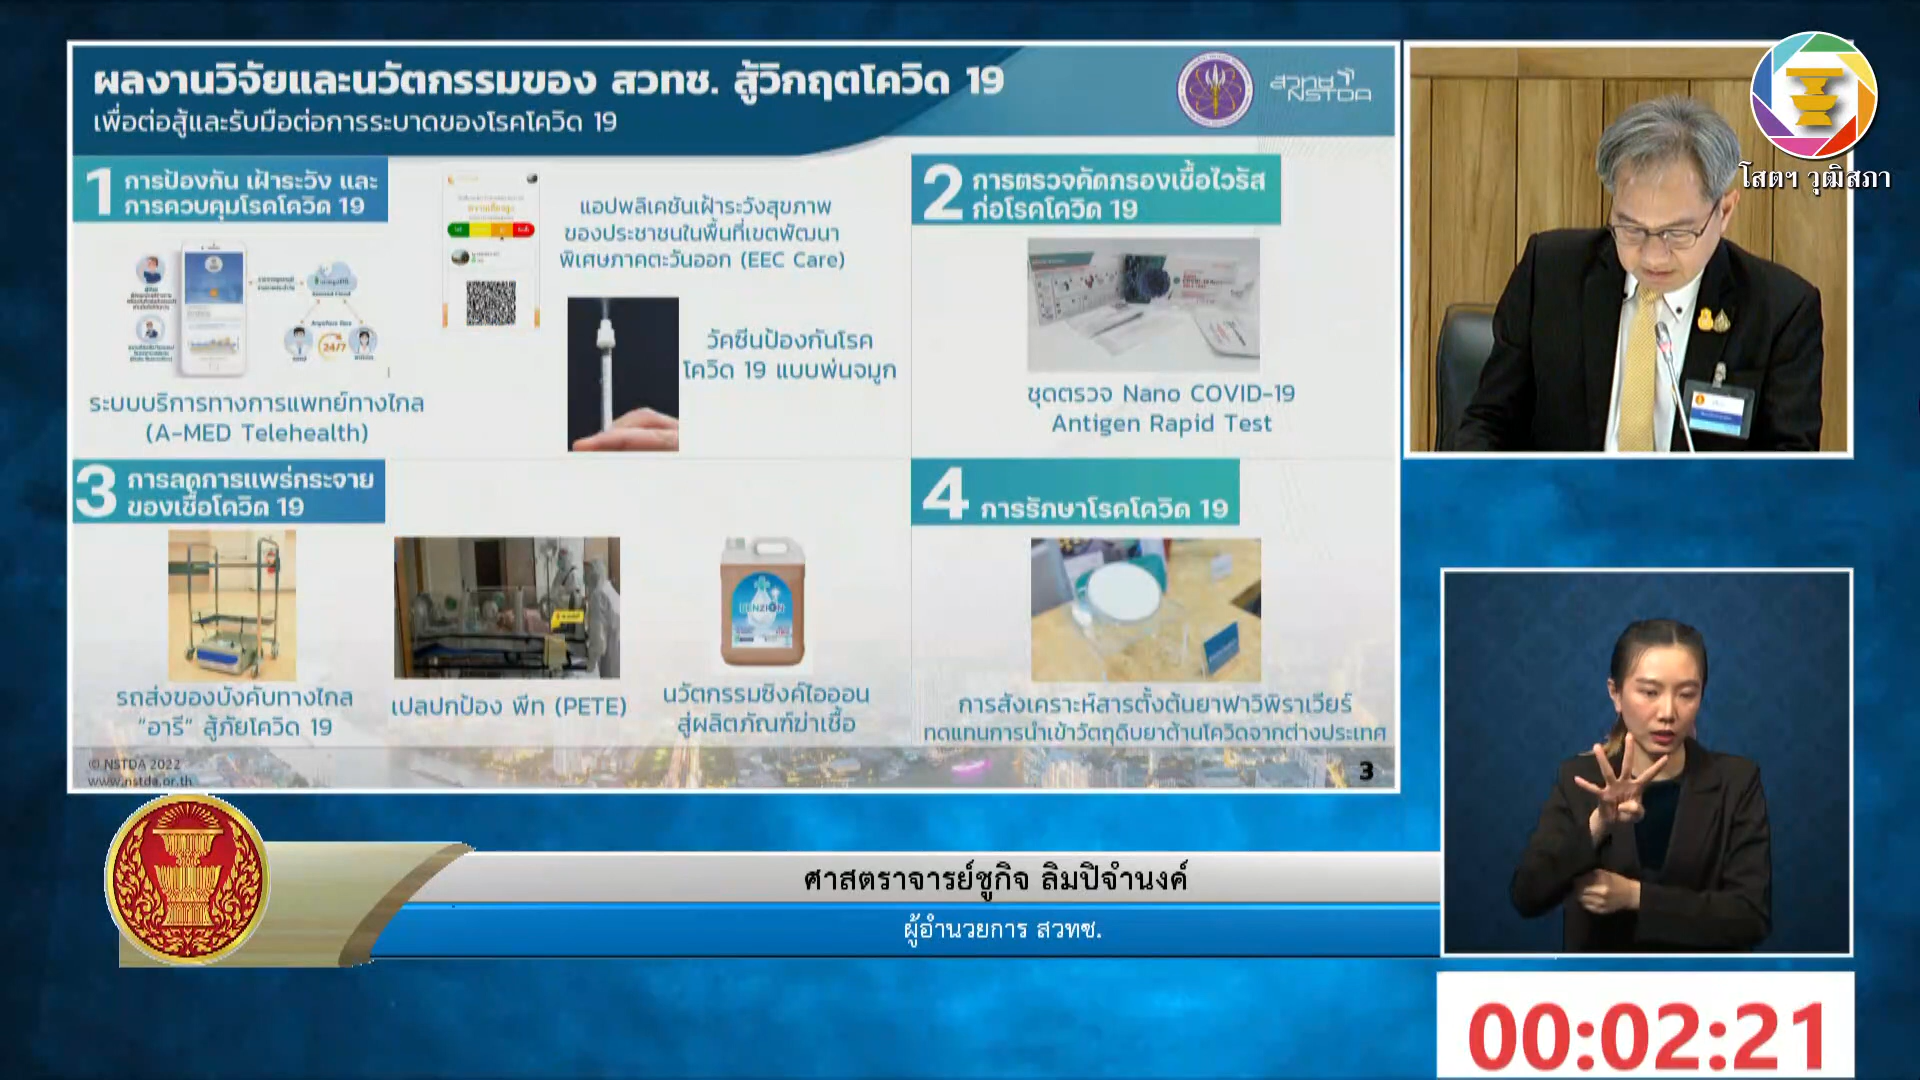 ผลงานวิจัยและนวัตกรรมของ สวทช. สู้วิกฤตโควิด 19
เพื่อต่อสู้และรับมือต่อการระบาดของโรคโควิด 19
สวทช
NSTDA
โสตฯ วุฒิสภา
1 การป้องกัน เฝ้าระวัง และ
การควบคุมโรคโควิด 19
แอปพลิเคชันเฝ้าระวังสุขภาพ
ของประชาชนในพื้นที่เขตพัฒนา
พิเศษภาคตะวันออก (EEC Care)
24/7
ระบบบริการทางการแพทย์ทางไกล
(A-MED Telehealth)
วัคซีนป้องกันโรค
โควิด 19 แบบพ่นจมูก
2 การตรวจคัดกรองเชื้อไวรัส
ก่อโรคโควิด 19
ชุดตรวจ Nano COVID-19
Antigen Rapid Test
3 การลดการแพร่กระจาย
ของเชื้อโควิด 19
รถส่งของบังคับทางไกล
"อารี" สู้ภัยโควิด 19
เปลปกป้อง พีท (PETE)
นวัตกรรมซิงค์ไอออน
สู่ผลิตภัณฑ์ฆ่าเชื้อ
4 การรักษาโรคโควิด 19
การสังเคราะห์สารตั้งต้นยาฟาวิพิราเวียร์
ทดแทนการนำเข้าวัตถุดิบยาต้านโควิดจากต่างประเทศ
© NSTDA 2022
www.nstda.or.th
3
ศาสตราจารย์ชูกิจ ลิมปิจำนงค์
ผู้อำนวยการ สวทช.
00:02:21